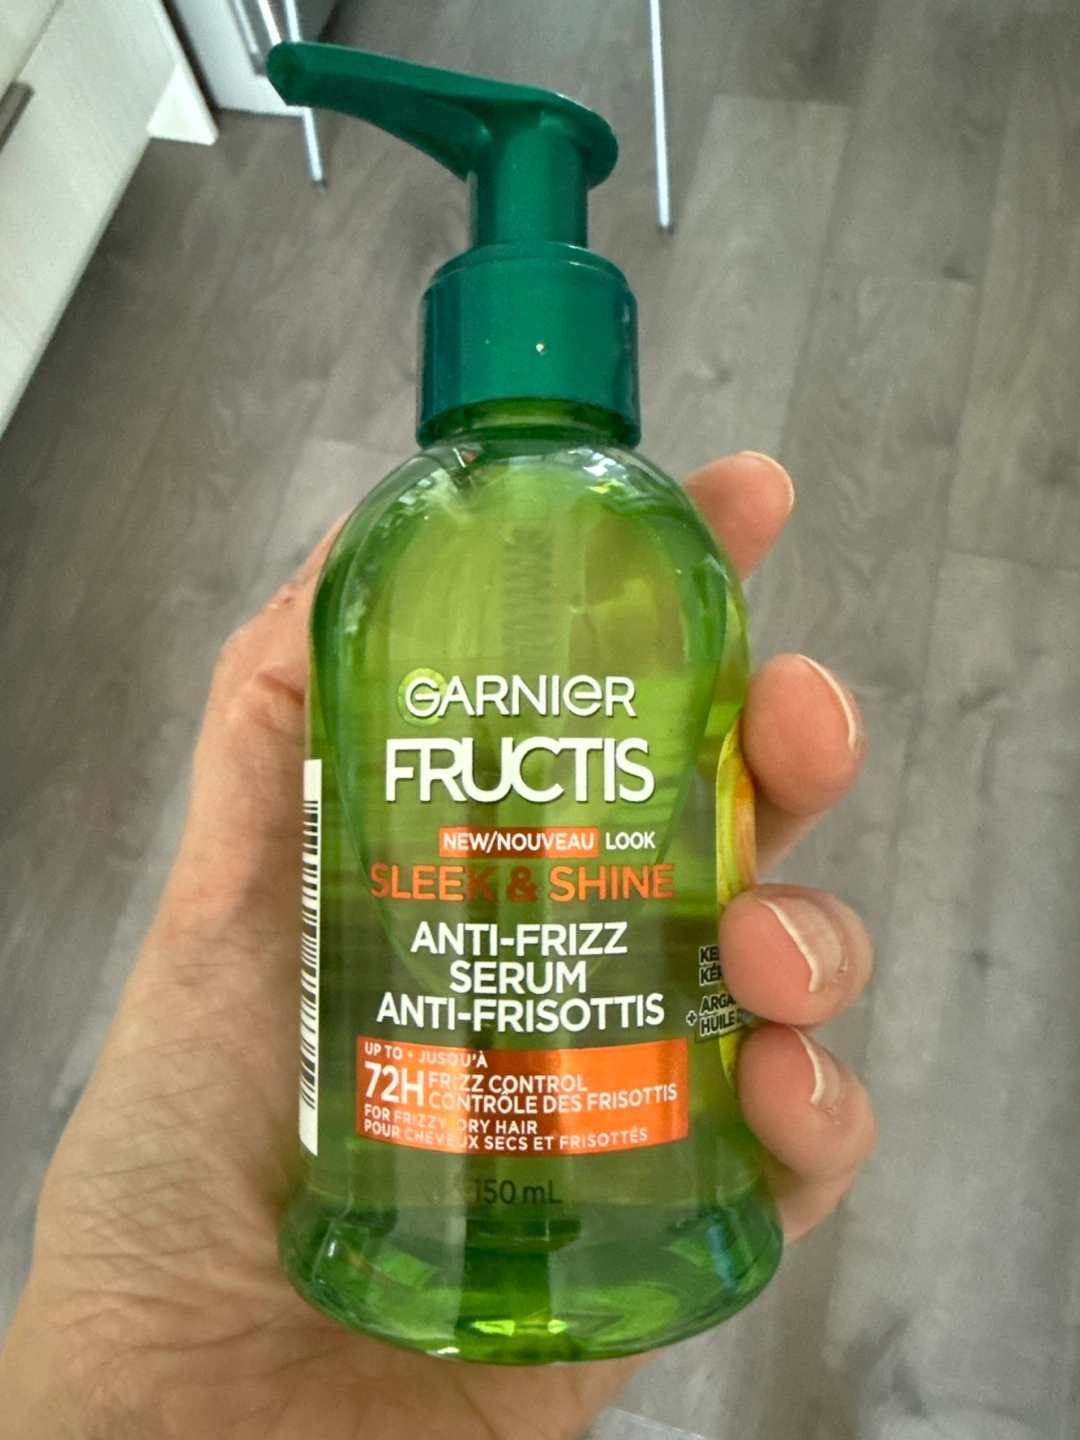 GARNIER
FRUCTIS
NEW/NOUVEAU LOOK
SLEEK & SHINE
ANTI-FRIZZ
SERUM
ANTI-FRISOTTIS
UP TO • JUSQU'À
72H FRIZZ CONTROL
CONTRÔLE DES FRISOTTIS
FOR FRIZZY, DRY HAIR
POUR CHEVEUX SECS ET FRISOTTÉS
150 mL
+
HUILE